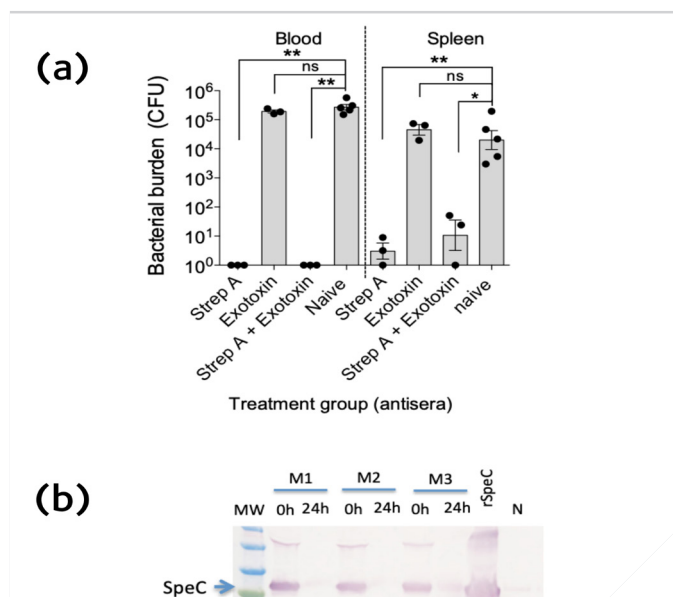 (a)
Blood Spleen
** **
ns ns
** *
Bacterial burden (CFU)
10⁶
10⁵
10⁴
10³
10²
10¹
10⁰
Strep A
Exotoxin
Strep A + Exotoxin
Naive
Strep A
Exotoxin
Strep A + Exotoxin
naive
Treatment group (antisera)
(b)
M1 M2 M3 rSpeC
MW 0h 24h 0h 24h 0h 24h N
SpeC